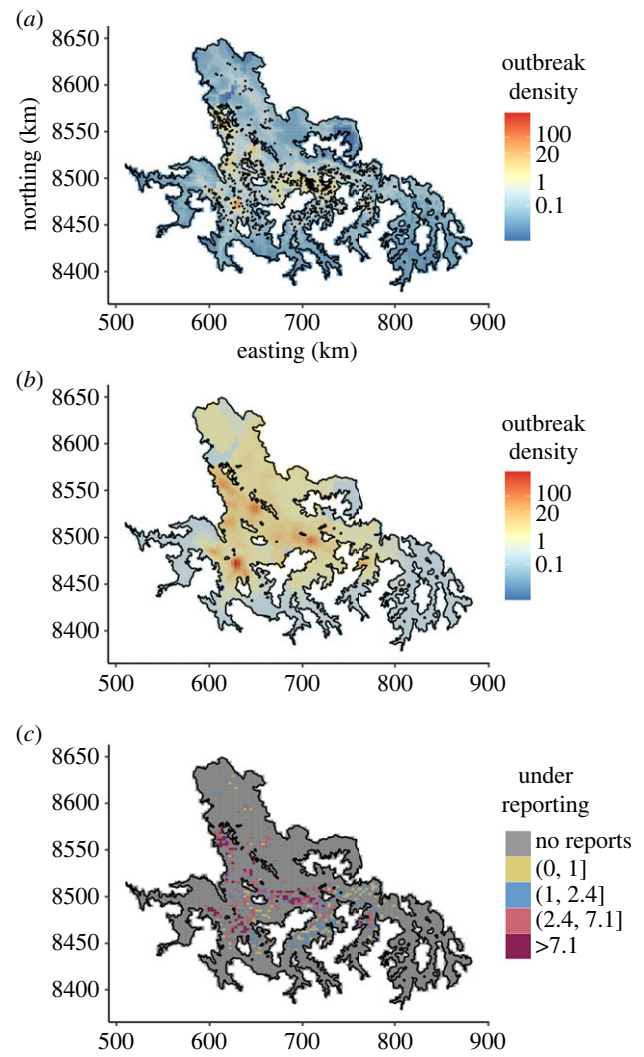 (a)
8650
8600
8550
8500
8450
8400
northing (km)
500 600 700 800 900
easting (km)
outbreak
density
100
20
1
0.1
(b)
8650
8600
8550
8500
8450
8400
500 600 700 800 900
outbreak
density
100
20
1
0.1
(c)
8650
8600
8550
8500
8450
8400
500 600 700 800 900
under
reporting
no reports
(0, 1]
(1, 2.4]
(2.4, 7.1]
>7.1